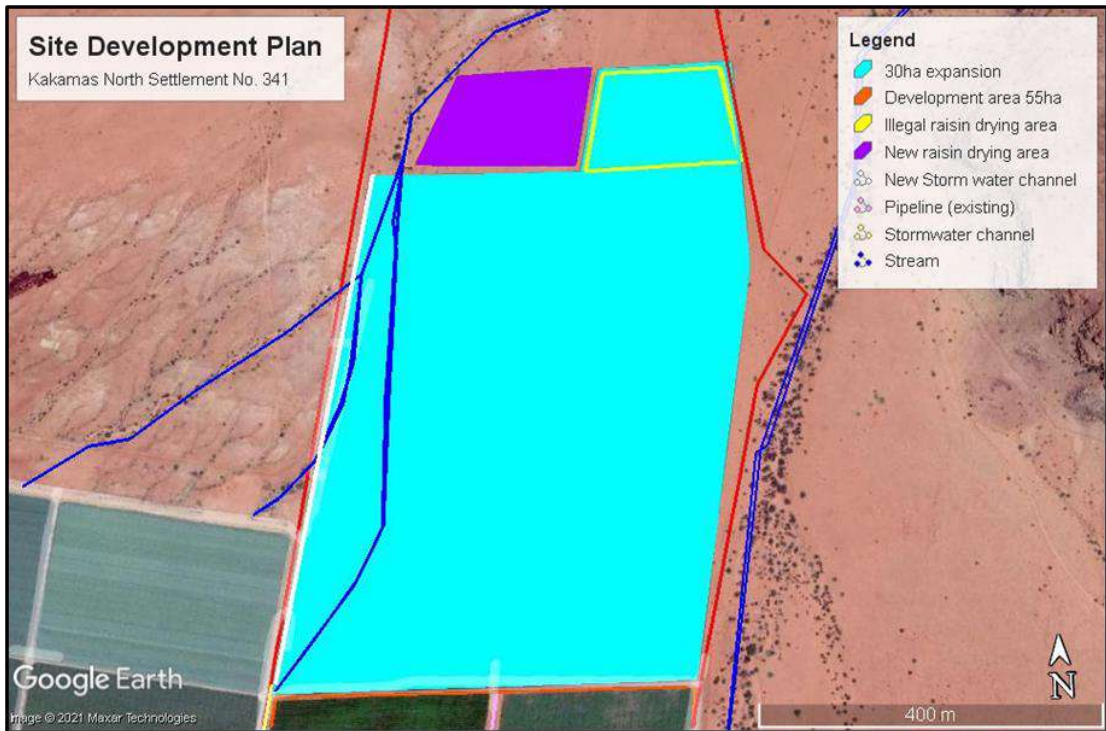 Site Development Plan
Kakamas North Settlement No. 341
Legend
30ha expansion
Development area 55ha
Illegal raisin drying area
New raisin drying area
New Storm water channel
Pipeline (existing)
Stormwater channel
Stream
Google Earth
Image © 2021 Maxar Technologies
N
400 m